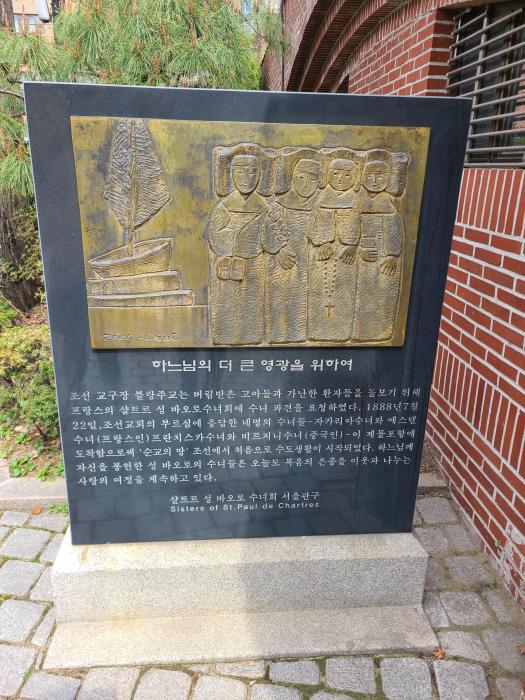 하느님의 더 큰 영광을 위하여
조선 교구장 블랑주교는 버림받은 고아들과 가난한 환자들을 돌보기 위해
프랑스의 샬트르 성 바오로수녀회에 수녀 파견을 요청하였다. 1888년7월
22일,조선교회의 부르심에 응답한 네명의 수녀들-자카리아수녀와 에스텔
수녀(프랑스인)프란치스카수녀와 비르지니수녀(중국인)-이 제물포항에
도착함으로써 '순교의 땅' 조선에서 처음으로 수도생활이 시작되었다. 하느님께
자신을 봉헌한 성 바오로의 수녀들은 오늘도 복음의 은총을 이웃과 나누는
사랑의 여정을 계속하고 있다.
샬트르 성 바오로 수녀회 서울관구
Sisters of St.Paul de Chartres